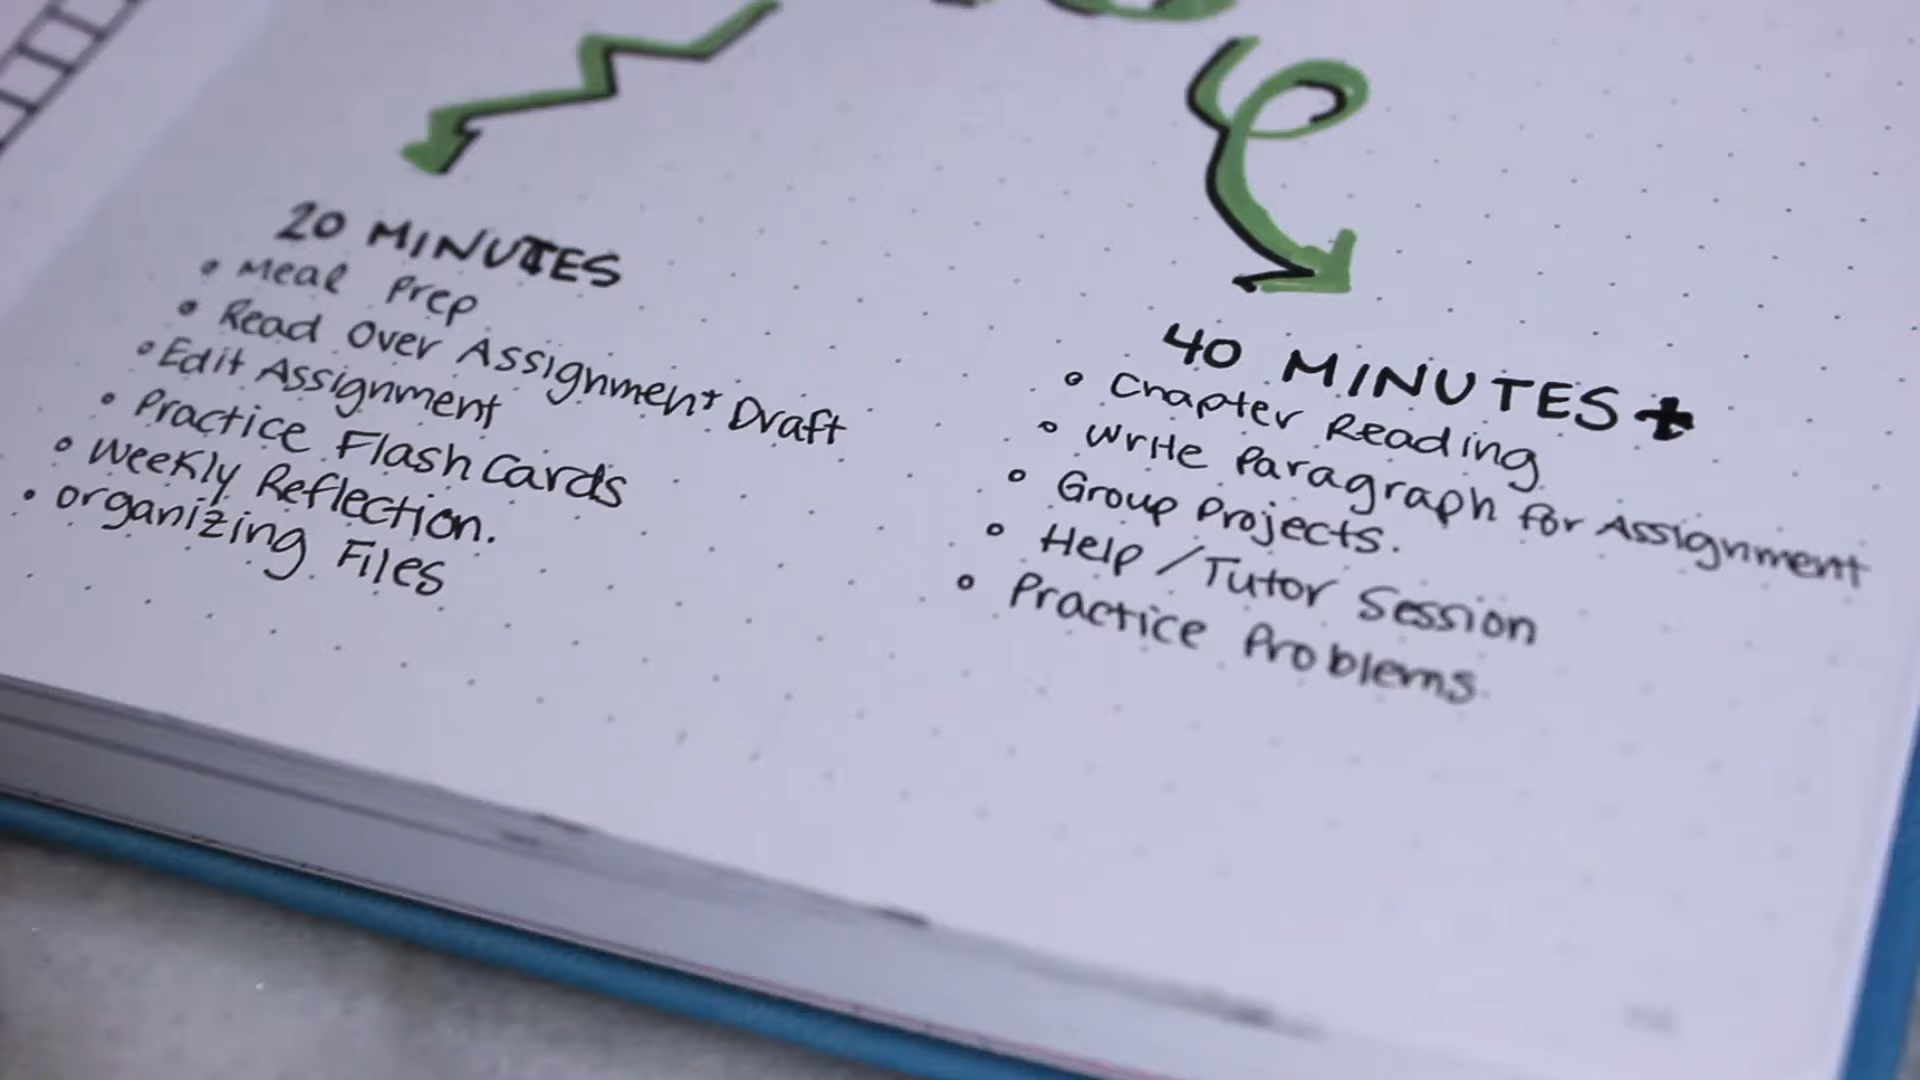 20 MINUTES
• Meal Prep
• Read Over Assignment Draft
• Edit Assignment
• Practice Flash Cards
• Weekly Reflection.
• organizing Files
40 MINUTES +
• Chapter Reading
• Write Paragraph for Assignment
• Group Projects.
• Help / Tutor Session
• Practice Problems